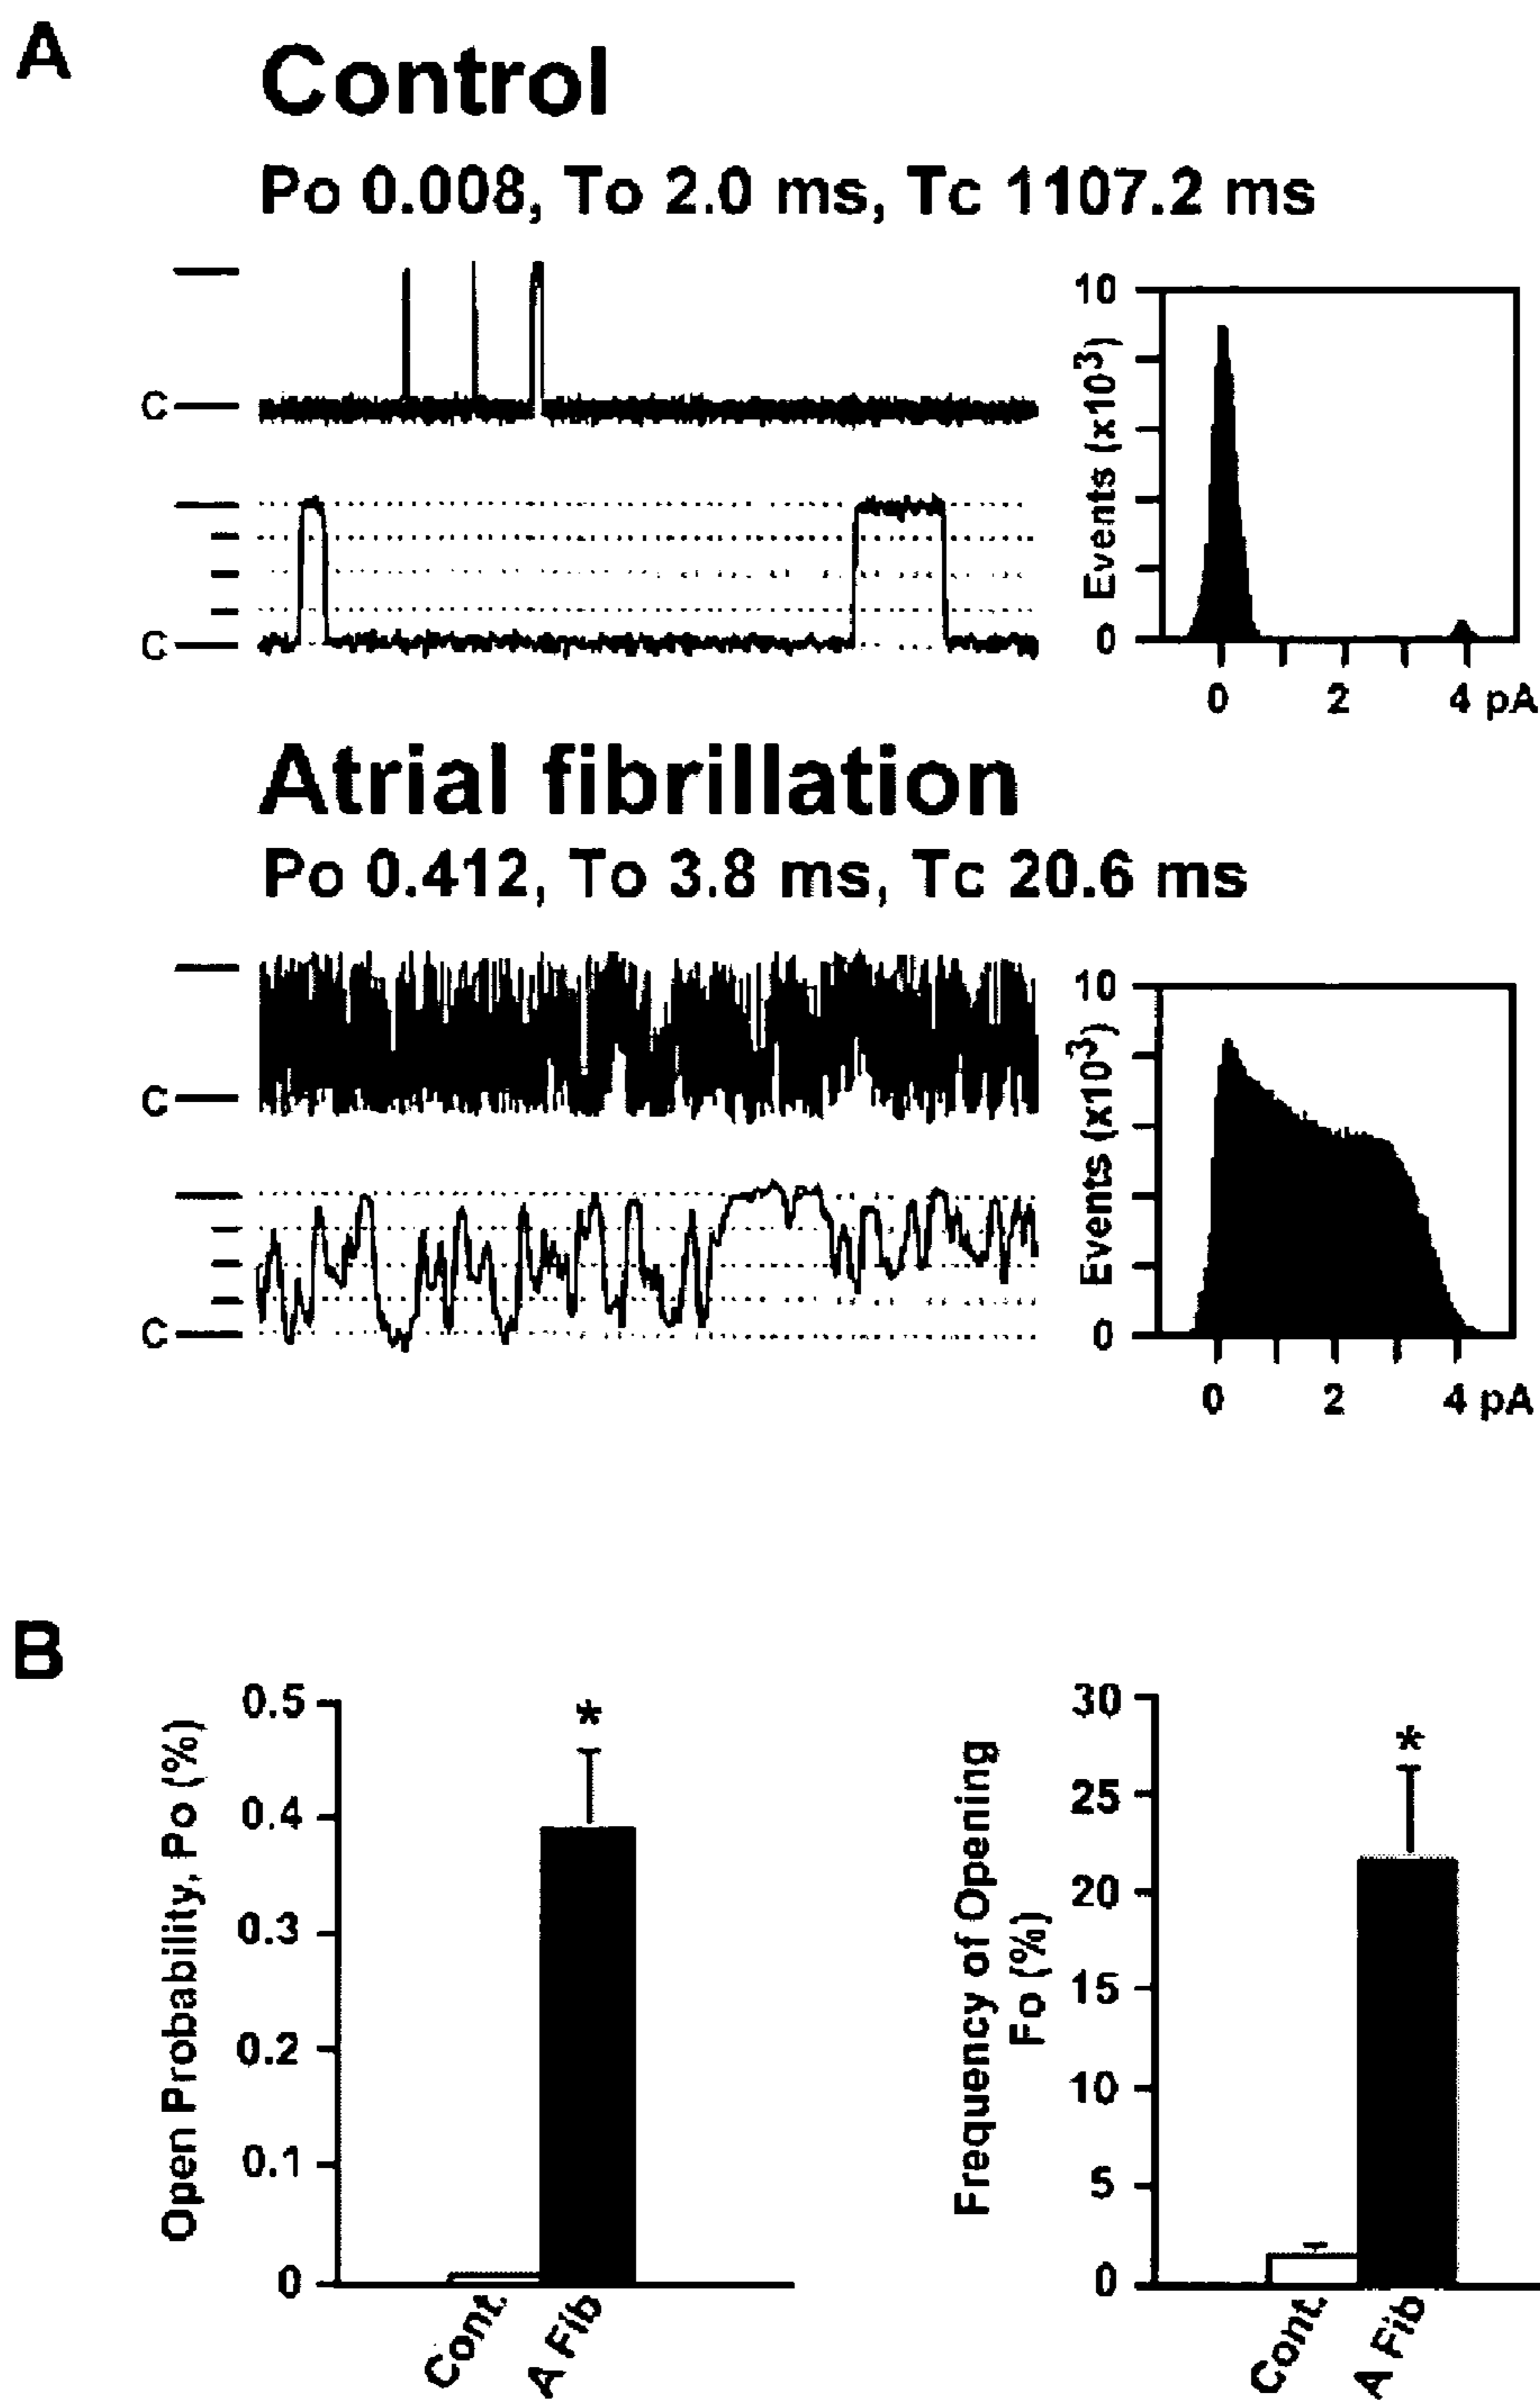 A
Control
Po 0.008, To 2.0 ms, Tc 1107.2 ms
C
C
10
Events (x10³)
0
0 2 4 pA
Atrial fibrillation
Po 0.412, To 3.8 ms, Tc 20.6 ms
C
C
10
Events (x10³)
0
0 2 4 pA
B
Open Probability, Po (%)
0.5
0.4
0.3
0.2
0.1
0
*
Cont.
A Fib
Frequency of Opening
Fo (%)
30
25
20
15
10
5
0
*
Cont.
A Fib